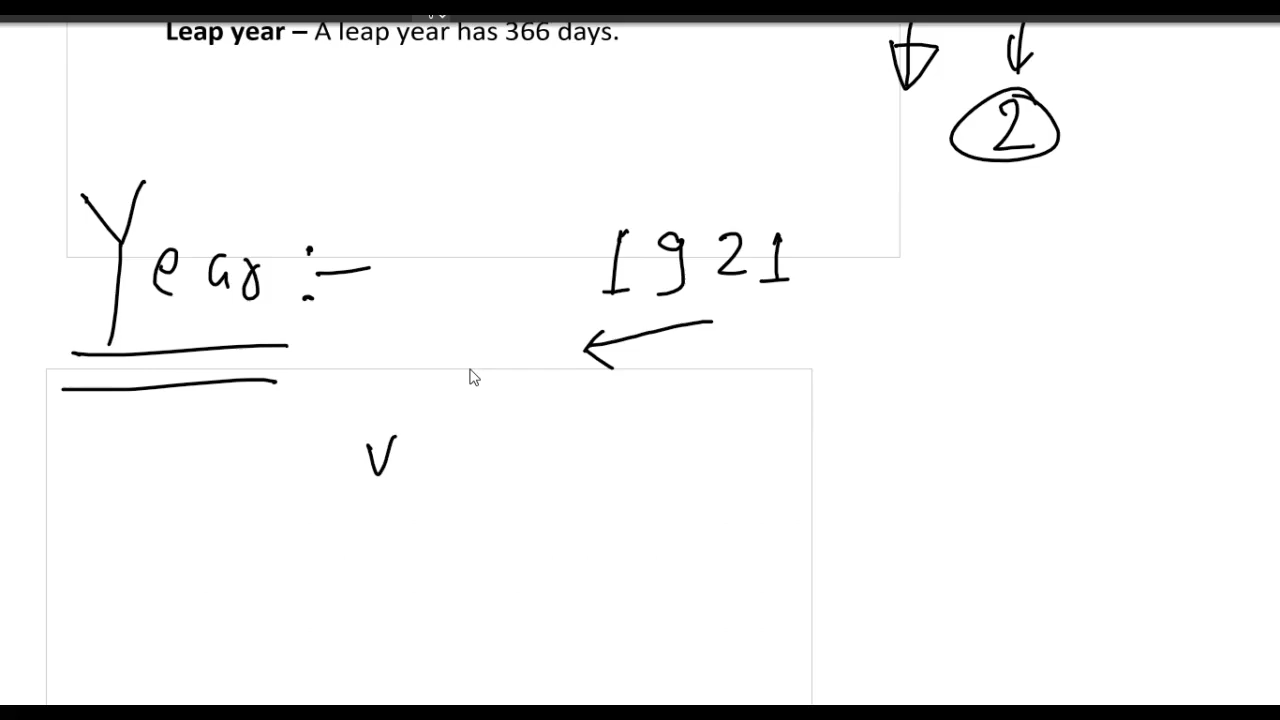 Leap year – A leap year has 366 days.
2
Year :- 1921
v